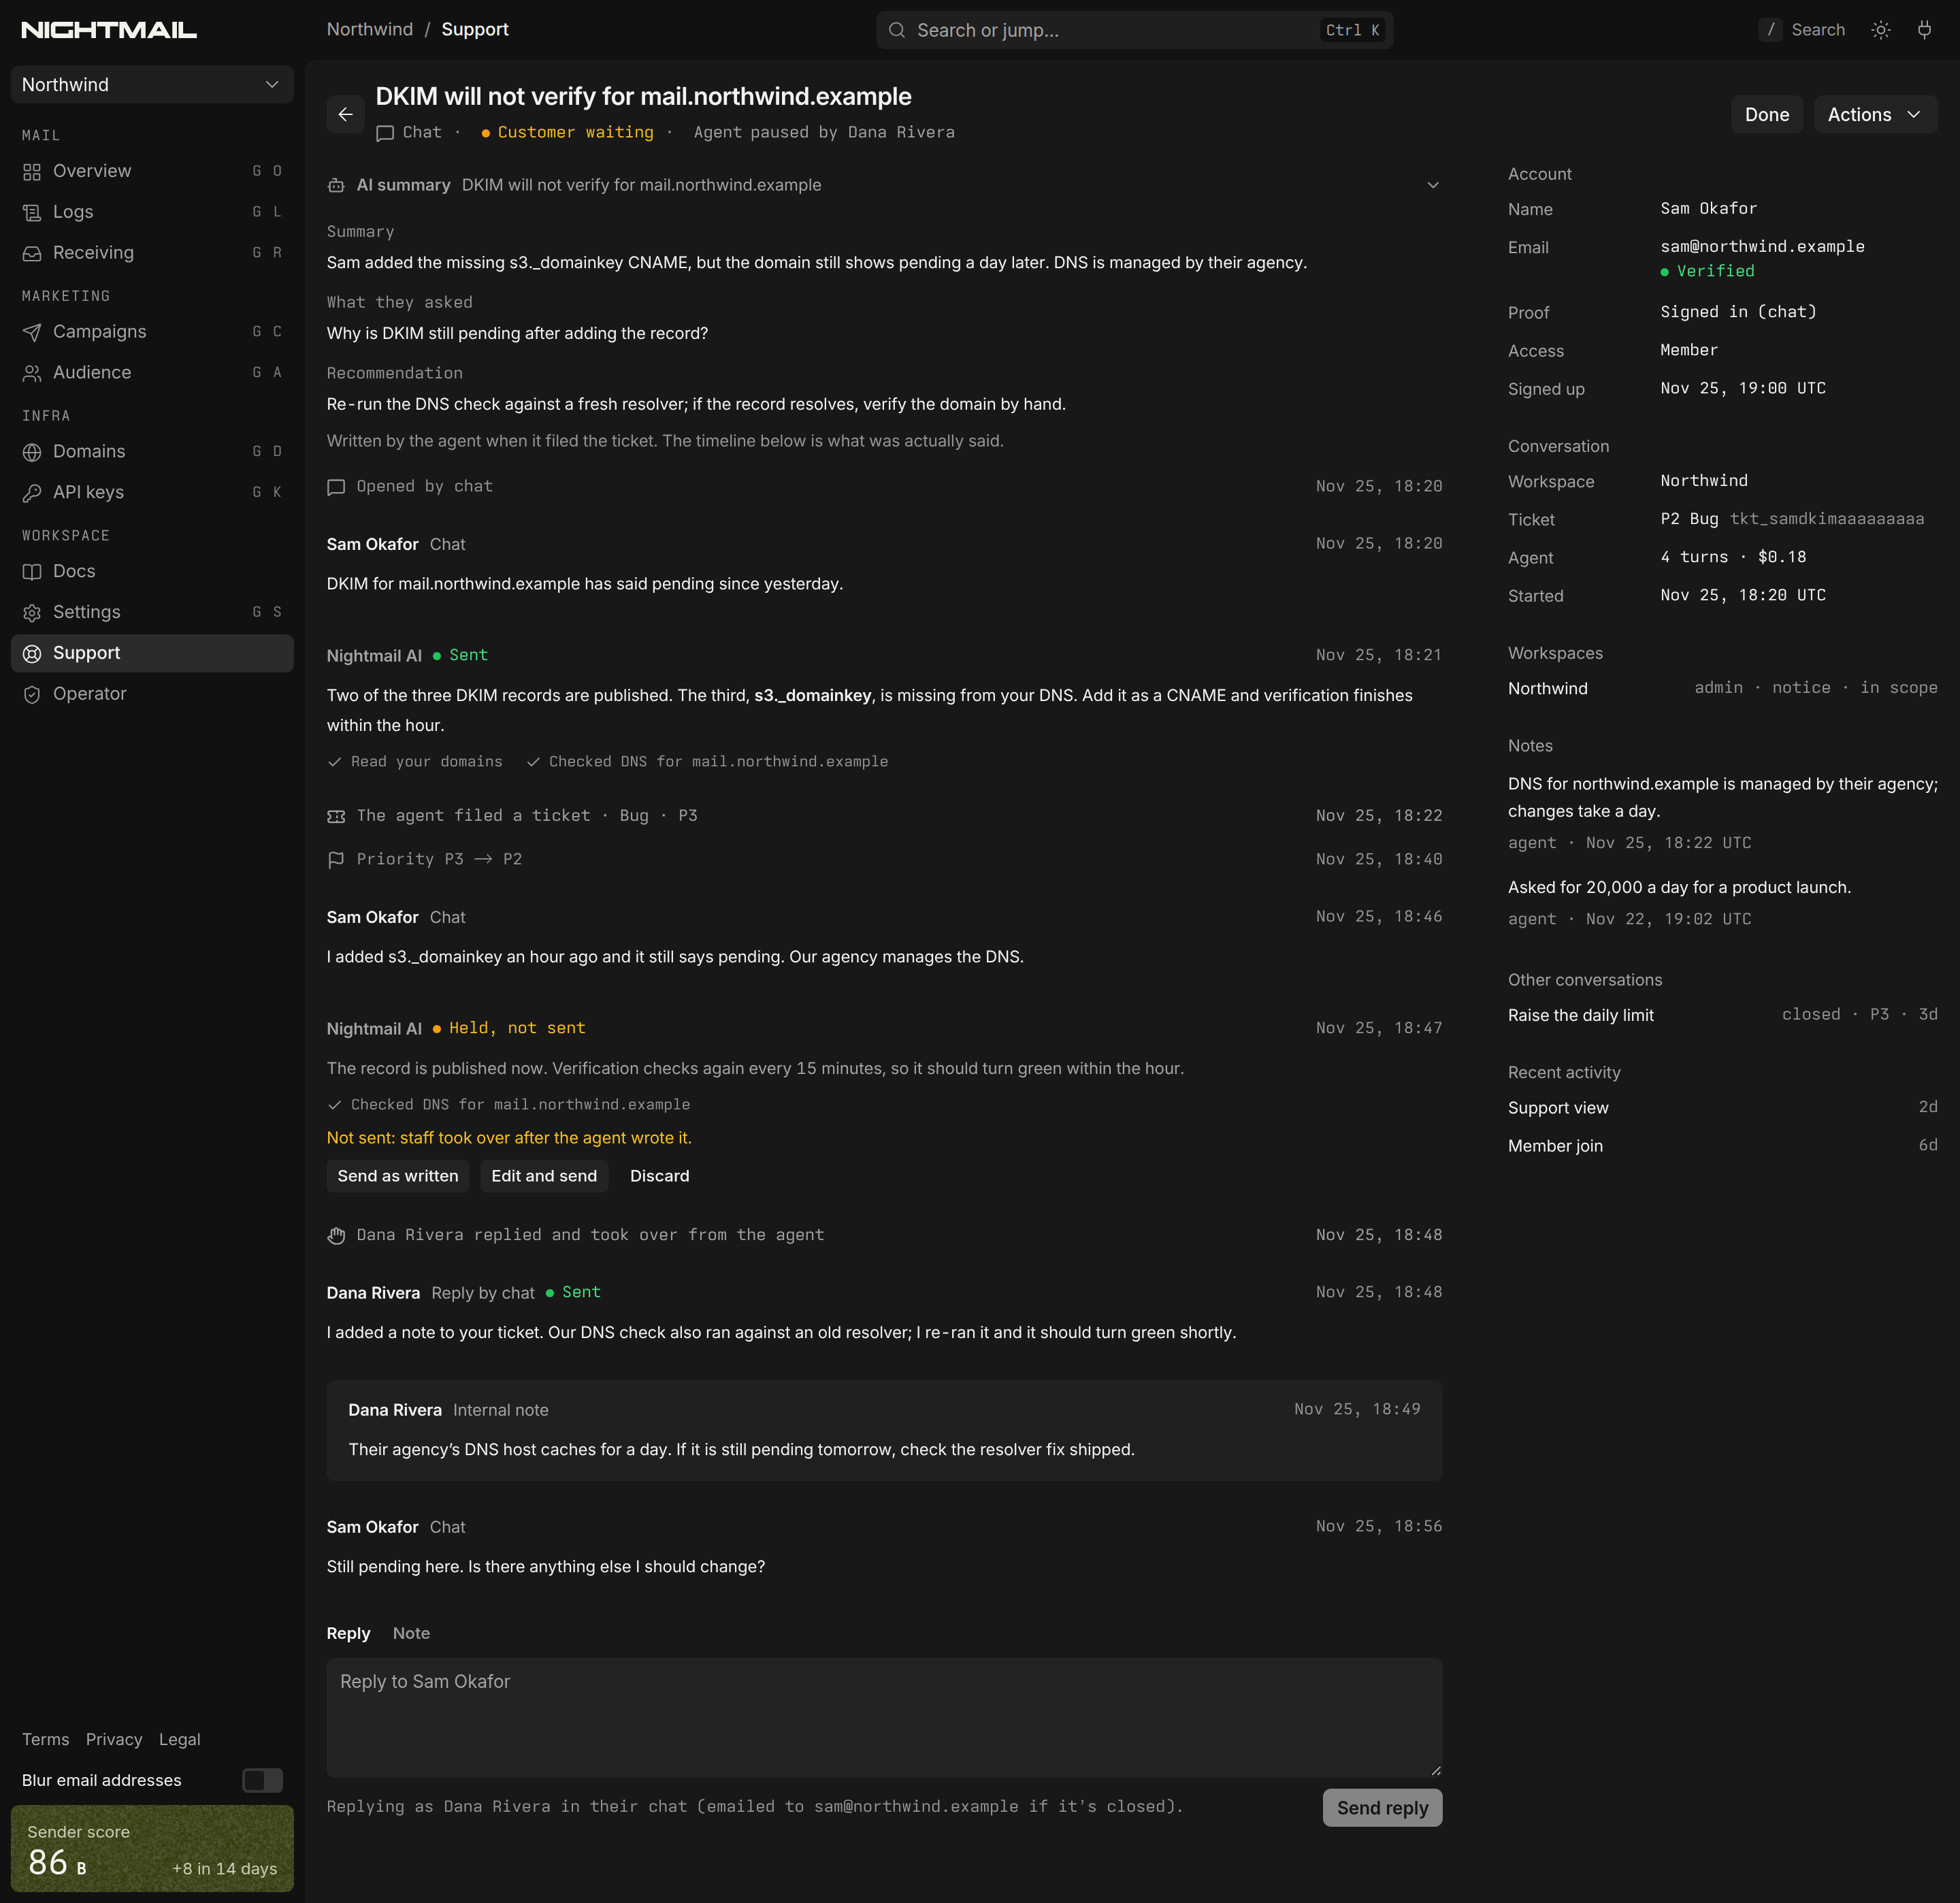 NIGHTMAIL
Northwind / Support
Search or jump... Ctrl K
/ Search
Northwind
MAIL
Overview G O
Logs G L
Receiving G R
MARKETING
Campaigns G C
Audience G A
INFRA
Domains G D
API keys G K
WORKSPACE
Docs
Settings G S
Support
Operator
Terms Privacy Legal
Blur email addresses
Sender score
86 B +8 in 14 days
DKIM will not verify for mail.northwind.example
Chat · Customer waiting · Agent paused by Dana Rivera
Done Actions
AI summary DKIM will not verify for mail.northwind.example
Summary
Sam added the missing s3._domainkey CNAME, but the domain still shows pending a day later. DNS is managed by their agency.
What they asked
Why is DKIM still pending after adding the record?
Recommendation
Re-run the DNS check against a fresh resolver; if the record resolves, verify the domain by hand.
Written by the agent when it filed the ticket. The timeline below is what was actually said.
Opened by chat Nov 25, 18:20
Sam Okafor Chat Nov 25, 18:20
DKIM for mail.northwind.example has said pending since yesterday.
Nightmail AI Sent Nov 25, 18:21
Two of the three DKIM records are published. The third, s3._domainkey, is missing from your DNS. Add it as a CNAME and verification finishes
within the hour.
Read your domains Checked DNS for mail.northwind.example
The agent filed a ticket · Bug · P3 Nov 25, 18:22
Priority P3 → P2 Nov 25, 18:40
Sam Okafor Chat Nov 25, 18:46
I added s3._domainkey an hour ago and it still says pending. Our agency manages the DNS.
Nightmail AI Held, not sent Nov 25, 18:47
The record is published now. Verification checks again every 15 minutes, so it should turn green within the hour.
Checked DNS for mail.northwind.example
Not sent: staff took over after the agent wrote it.
Send as written Edit and send Discard
Dana Rivera replied and took over from the agent Nov 25, 18:48
Dana Rivera Reply by chat Sent Nov 25, 18:48
I added a note to your ticket. Our DNS check also ran against an old resolver; I re-ran it and it should turn green shortly.
Dana Rivera Internal note Nov 25, 18:49
Their agency’s DNS host caches for a day. If it is still pending tomorrow, check the resolver fix shipped.
Sam Okafor Chat Nov 25, 18:56
Still pending here. Is there anything else I should change?
Reply Note
Reply to Sam Okafor
Replying as Dana Rivera in their chat (emailed to sam@northwind.example if it’s closed).
Send reply
Account
Name Sam Okafor
Email sam@northwind.example
Verified
Proof Signed in (chat)
Access Member
Signed up Nov 25, 19:00 UTC
Conversation
Workspace Northwind
Ticket P2 Bug tkt_samdkimaaaaaaaaa
Agent 4 turns · $0.18
Started Nov 25, 18:20 UTC
Workspaces
Northwind admin · notice · in scope
Notes
DNS for northwind.example is managed by their agency;
changes take a day.
agent · Nov 25, 18:22 UTC
Asked for 20,000 a day for a product launch.
agent · Nov 22, 19:02 UTC
Other conversations
Raise the daily limit closed · P3 · 3d
Recent activity
Support view 2d
Member join 6d